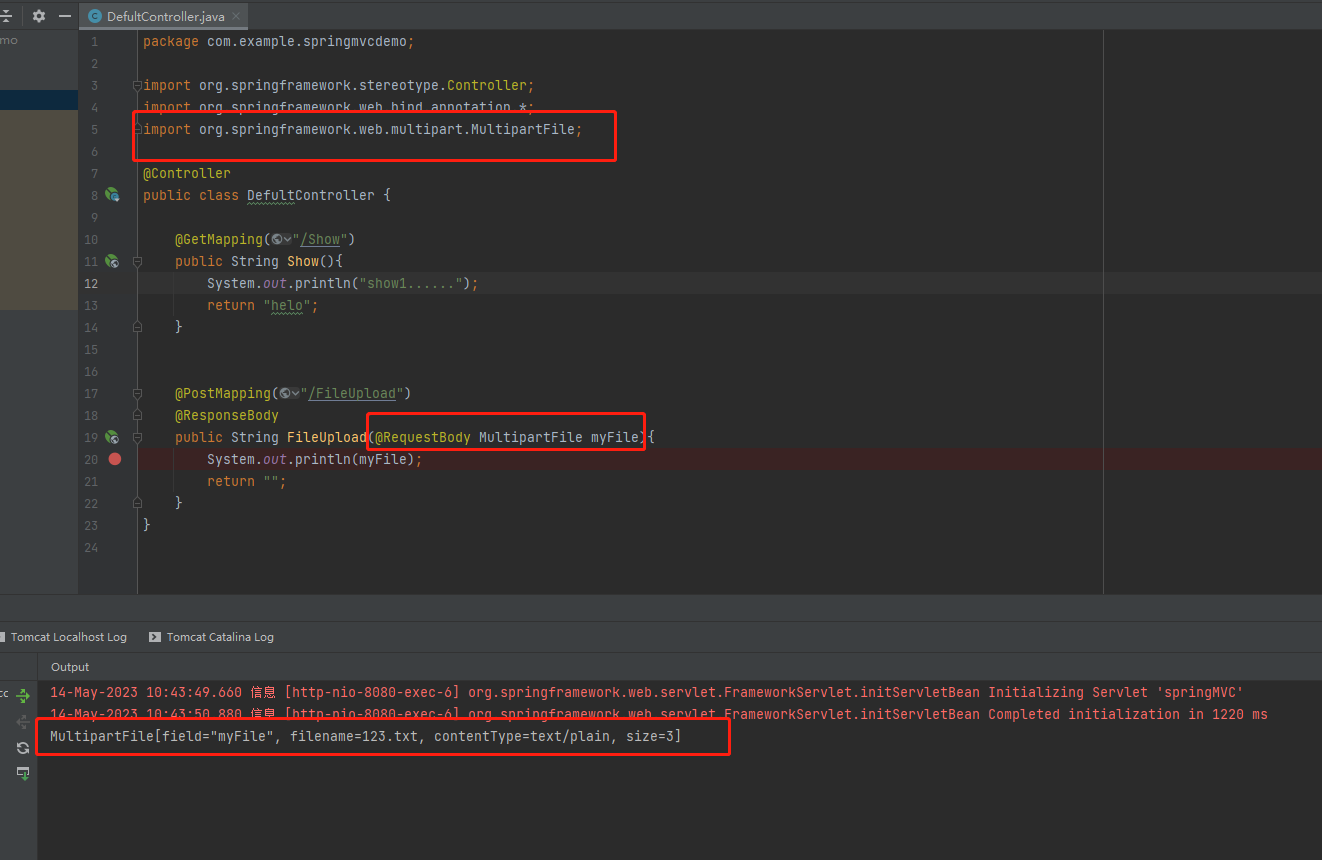 DefultController.java
mo
1 package com.example.springmvcdemo;
2
3 import org.springframework.stereotype.Controller;
4 import org.springframework.web.bind.annotation.*;
5 import org.springframework.web.multipart.MultipartFile;
6
7 @Controller
8 public class DefultController {
9
10 @GetMapping("/Show")
11 public String Show(){
12 System.out.println("show1......");
13 return "helo";
14 }
15
16
17 @PostMapping("/FileUpload")
18 @ResponseBody
19 public String FileUpload(@RequestBody MultipartFile myFile){
20 System.out.println(myFile);
21 return "";
22 }
23 }
24
Tomcat Localhost Log Tomcat Catalina Log
Output
cc
14-May-2023 10:43:49.660 信息 [http-nio-8080-exec-6] org.springframework.web.servlet.FrameworkServlet.initServletBean Initializing Servlet 'springMVC'
14-May-2023 10:43:50.880 信息 [http-nio-8080-exec-6] org.springframework.web.servlet.FrameworkServlet.initServletBean Completed initialization in 1220 ms
MultipartFile[field="myFile", filename=123.txt, contentType=text/plain, size=3]